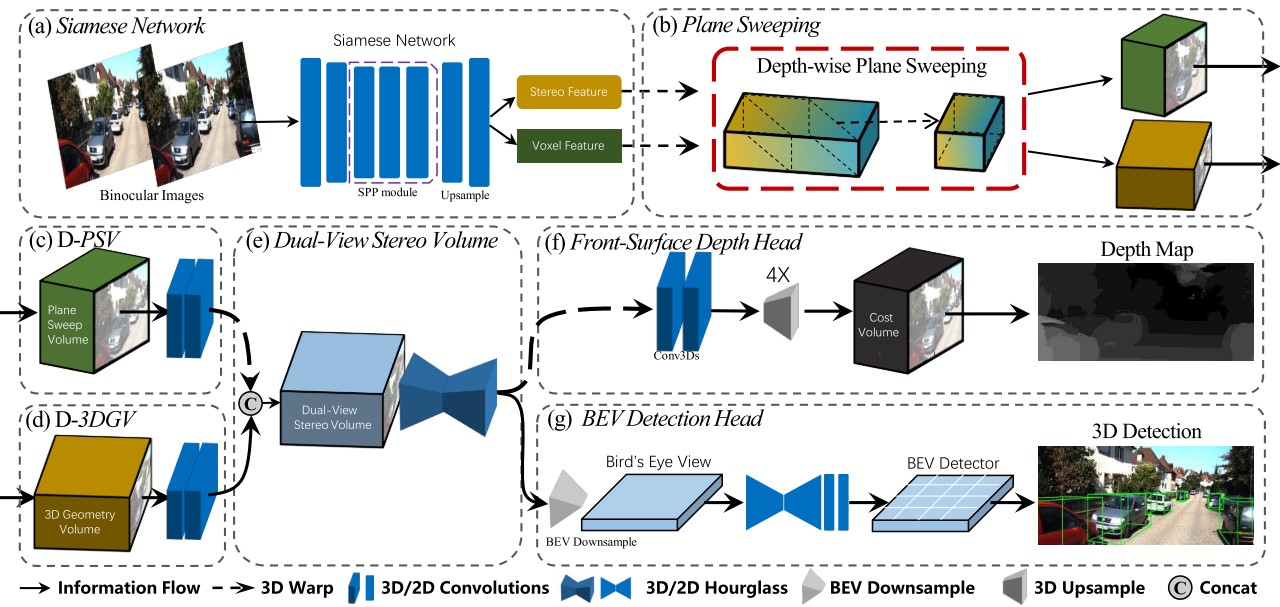 (a) Siamese Network
Siamese Network
Binocular Images
SPP module
Upsample
Stereo Feature
Voxel Feature
(b) Plane Sweeping
Depth-wise Plane Sweeping
(c) D-PSV
Plane
Sweep
Volume
(d) D-3DGV
3D Geometry
Volume
C
(e) Dual-View Stereo Volume
Dual-View
Stereo Volume
(f) Front-Surface Depth Head
Conv3Ds
4X
Cost
Volume
Depth Map
(g) BEV Detection Head
BEV Downsample
Bird's Eye View
BEV Detector
3D Detection
Information Flow
3D Warp
3D/2D Convolutions
3D/2D Hourglass
BEV Downsample
3D Upsample
C Concat